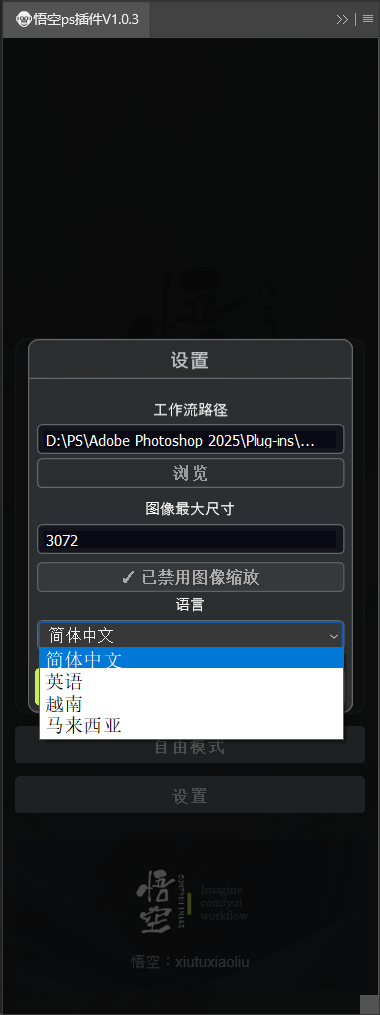 悟空ps插件V1.0.3
设置
工作流路径
D:\PS\Adobe Photoshop 2025\Plug-ins\...
浏览
图像最大尺寸
3072
✓ 已禁用图像缩放
语言
简体中文
简体中文
英语
越南
马来西亚
自由模式
设置
悟空
Imagine
comfyui
workflow
悟空：xiutuxiaoliu